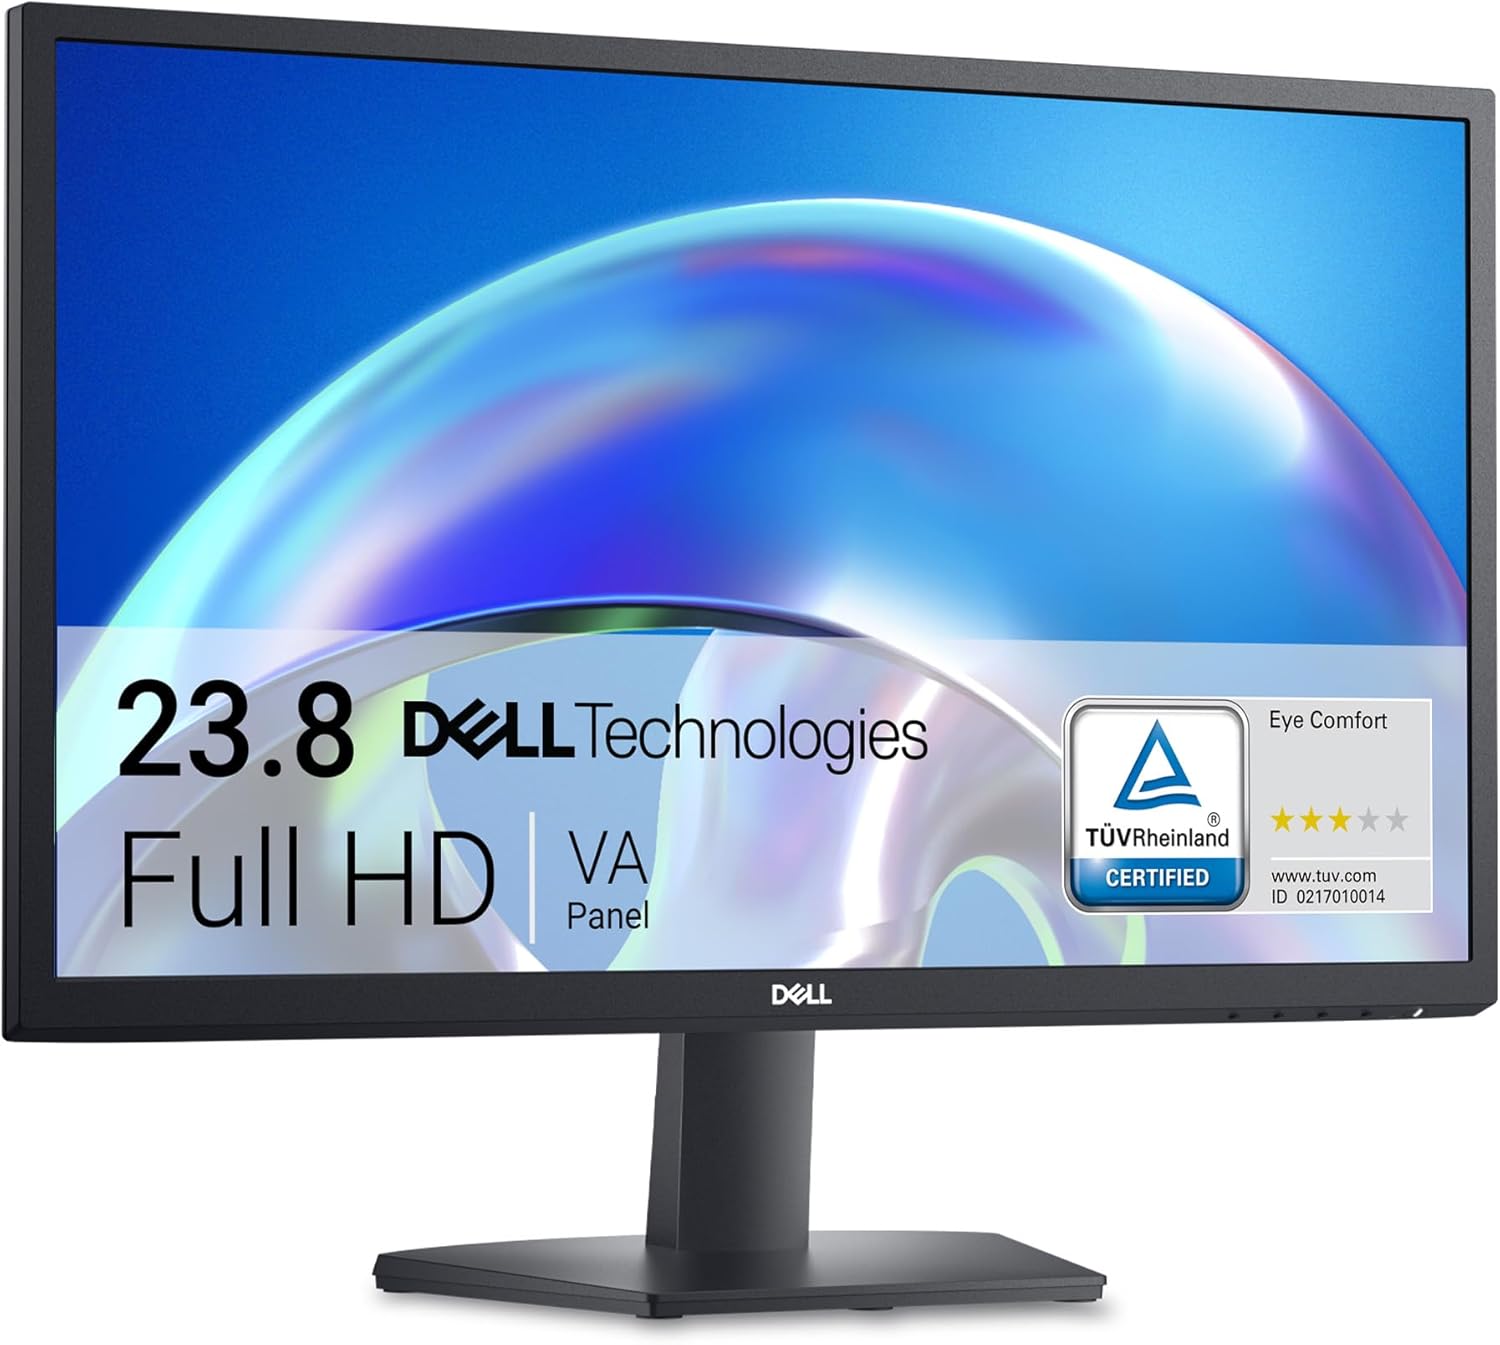 23.8 DELL Technologies
Full HD
VA
Panel
TÜVRheinland®
CERTIFIED
Eye Comfort
www.tuv.com
ID 0217010014
DELL